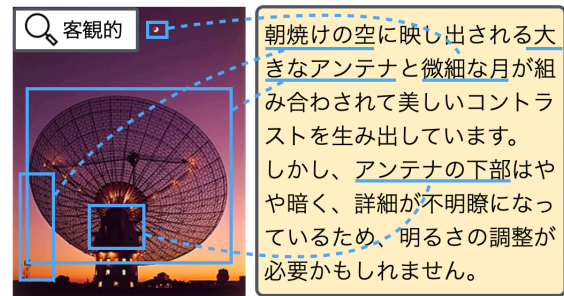 客観的
朝焼けの空に映し出される大
きなアンテナと微細な月が組
み合わされて美しいコントラ
ストを生み出しています。
しかし、アンテナの下部はや
や暗く、詳細が不明瞭になっ
ているため、明るさの調整が
必要かもしれません。